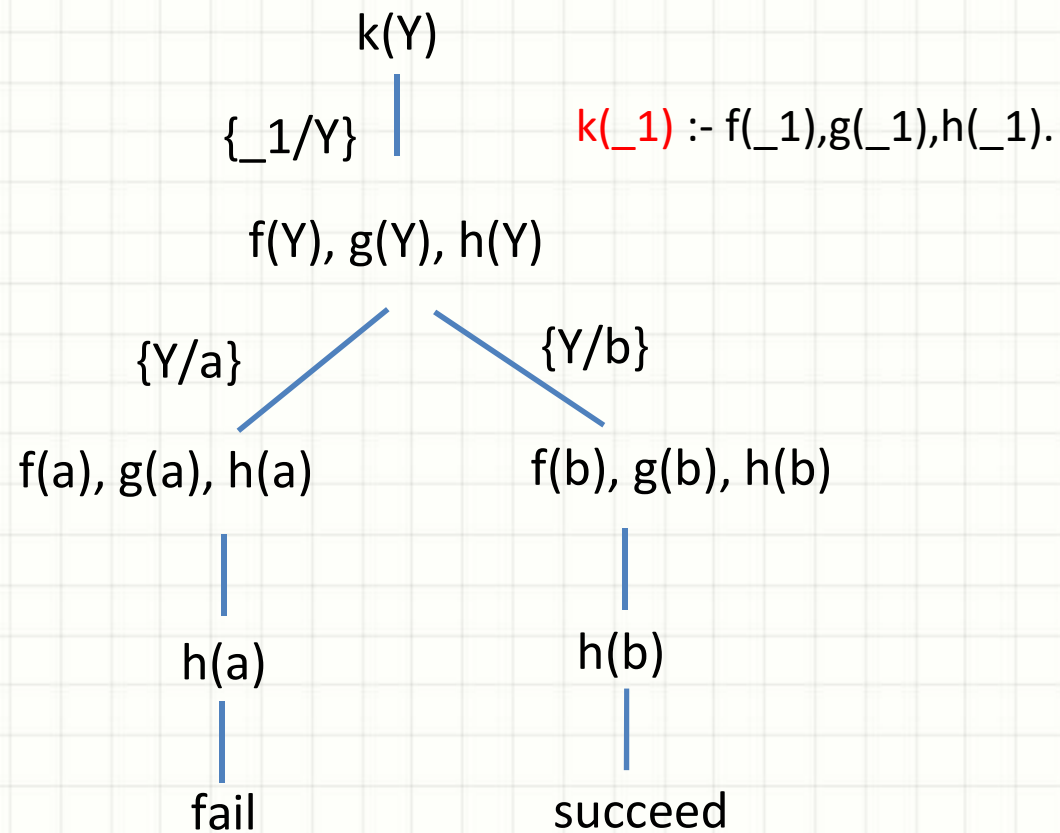 k(Y)
{_1/Y}
k(_1) :- f(_1),g(_1),h(_1).
f(Y), g(Y), h(Y)
{Y/a}
{Y/b}
f(a), g(a), h(a)
f(b), g(b), h(b)
h(a)
h(b)
fail
succeed